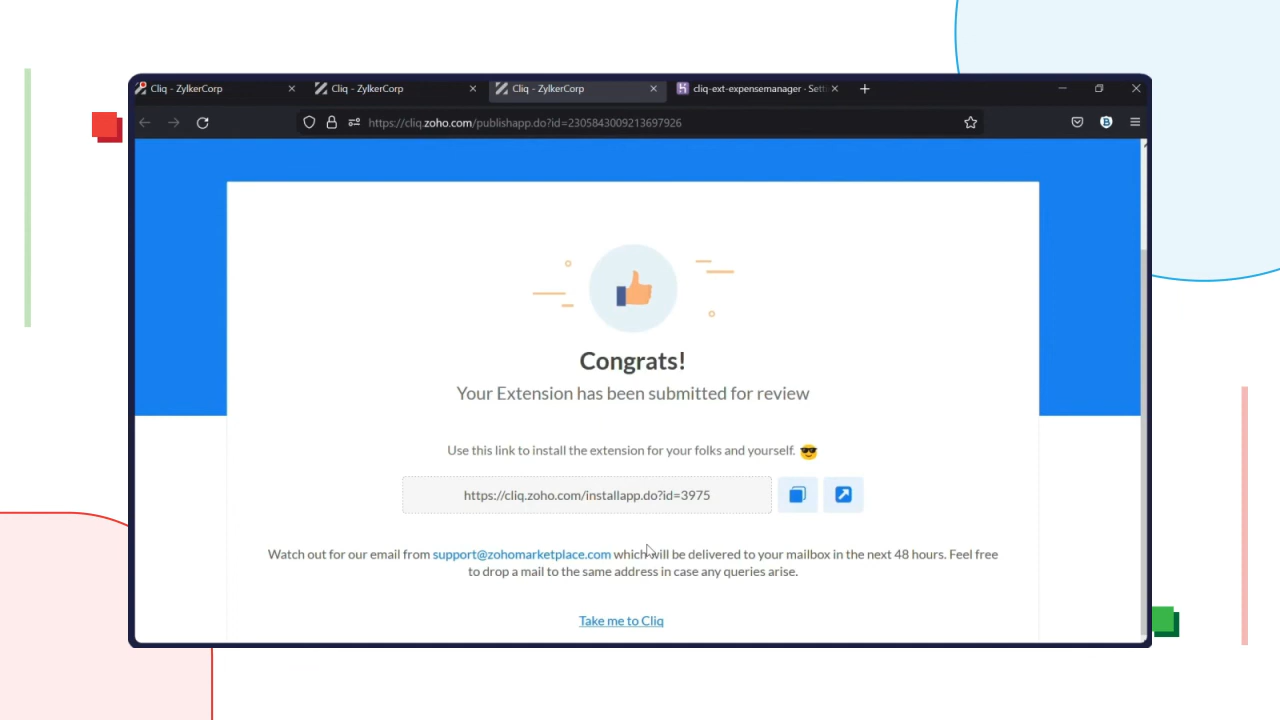 Cliq - ZylkerCorp
Cliq - ZylkerCorp
Cliq - ZylkerCorp
cliq-ext-expensemanager · Sett
https://cliq.zoho.com/publishapp.do?id=2305843009213697926
Congrats!
Your Extension has been submitted for review
Use this link to install the extension for your folks and yourself.
https://cliq.zoho.com/installapp.do?id=3975
Watch out for our email from support@zohomarketplace.com which will be delivered to your mailbox in the next 48 hours. Feel free
to drop a mail to the same address in case any queries arise.
Take me to Cliq